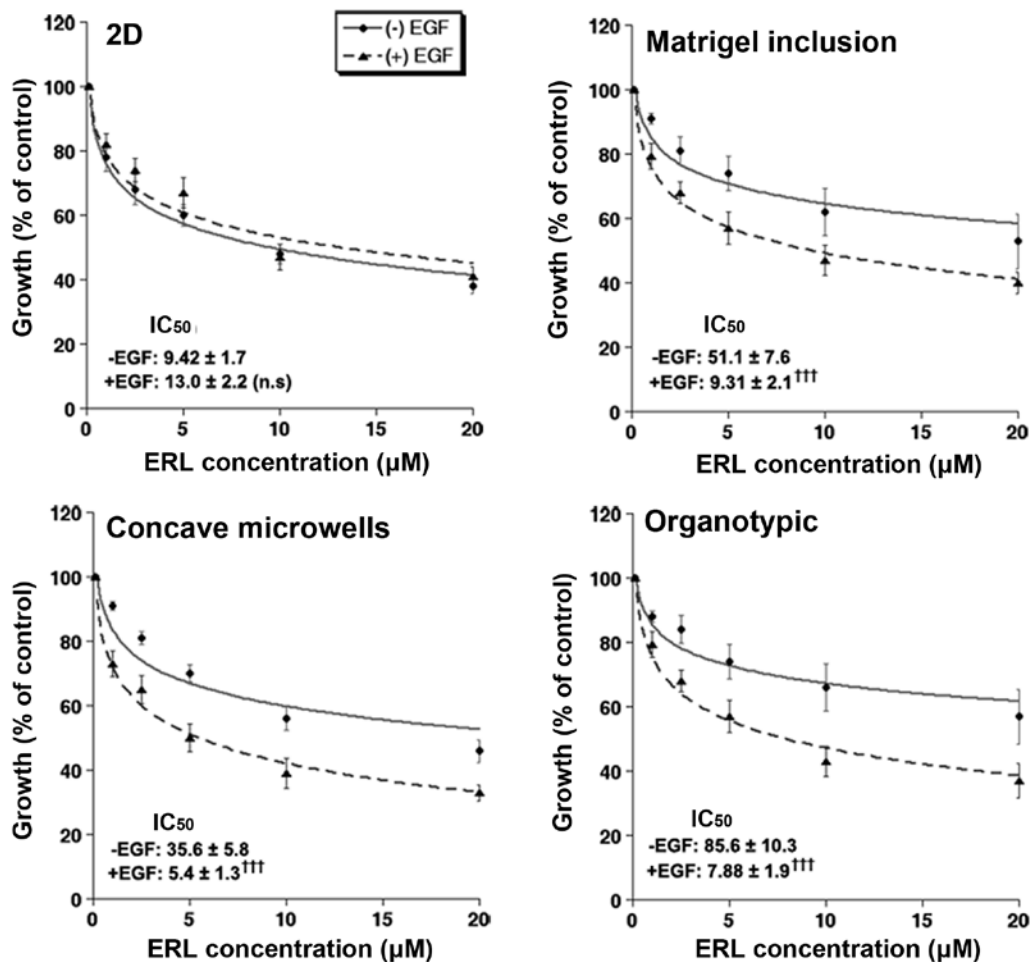 2D
(-) EGF
(+) EGF
Growth (% of control)
120
100
80
60
40
20
0
IC50
-EGF: 9.42 ± 1.7
+EGF: 13.0 ± 2.2 (n.s)
0
5
10
15
20
ERL concentration (µM)
Matrigel inclusion
Growth (% of control)
120
100
80
60
40
20
0
IC50
-EGF: 51.1 ± 7.6
+EGF: 9.31 ± 2.1†††
0
5
10
15
20
ERL concentration (µM)
Concave microwells
Growth (% of control)
120
100
80
60
40
20
0
IC50
-EGF: 35.6 ± 5.8
+EGF: 5.4 ± 1.3†††
0
5
10
15
20
ERL concentration (µM)
Organotypic
Growth (% of control)
120
100
80
60
40
20
0
IC50
-EGF: 85.6 ± 10.3
+EGF: 7.88 ± 1.9†††
0
5
10
15
20
ERL concentration (µM)